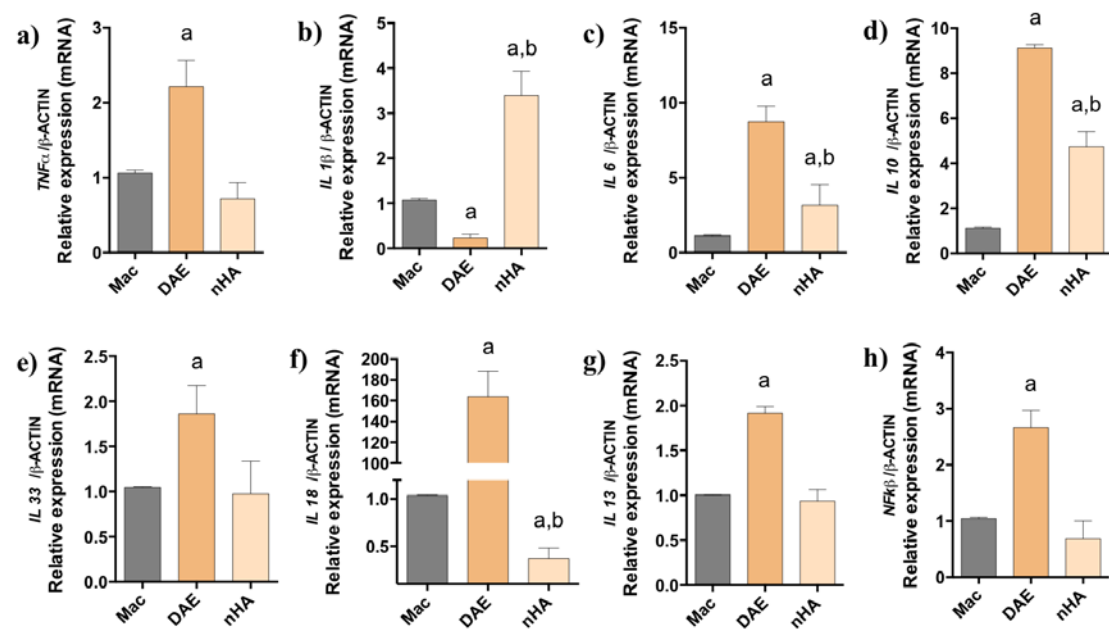 a)
TNFα /β-ACTIN
Relative expression (mRNA)
3
2
1
0
a
Mac
DAE
nHA
b)
IL 1β / β-ACTIN
Relative expression (mRNA)
5
4
3
2
1
0
a
a,b
Mac
DAE
nHA
c)
IL 6 /β-ACTIN
Relative expression (mRNA)
15
10
5
0
a
a,b
Mac
DAE
nHA
d)
IL 10 /β-ACTIN
Relative expression (mRNA)
10
8
6
4
2
0
a
a,b
Mac
DAE
nHA
e)
IL 33 /β-ACTIN
Relative expression (mRNA)
2.5
2.0
1.5
1.0
0.5
0.0
a
Mac
DAE
nHA
f)
IL 18 /β-ACTIN
Relative expression (mRNA)
200
180
160
140
120
100
1.0
0.5
a
a,b
Mac
DAE
nHA
g)
IL 13 /β-ACTIN
Relative expression (mRNA)
2.5
2.0
1.5
1.0
0.5
0.0
a
Mac
DAE
nHA
h)
NFkβ /β-ACTIN
Relative expression (mRNA)
4
3
2
1
0
a
Mac
DAE
nHA